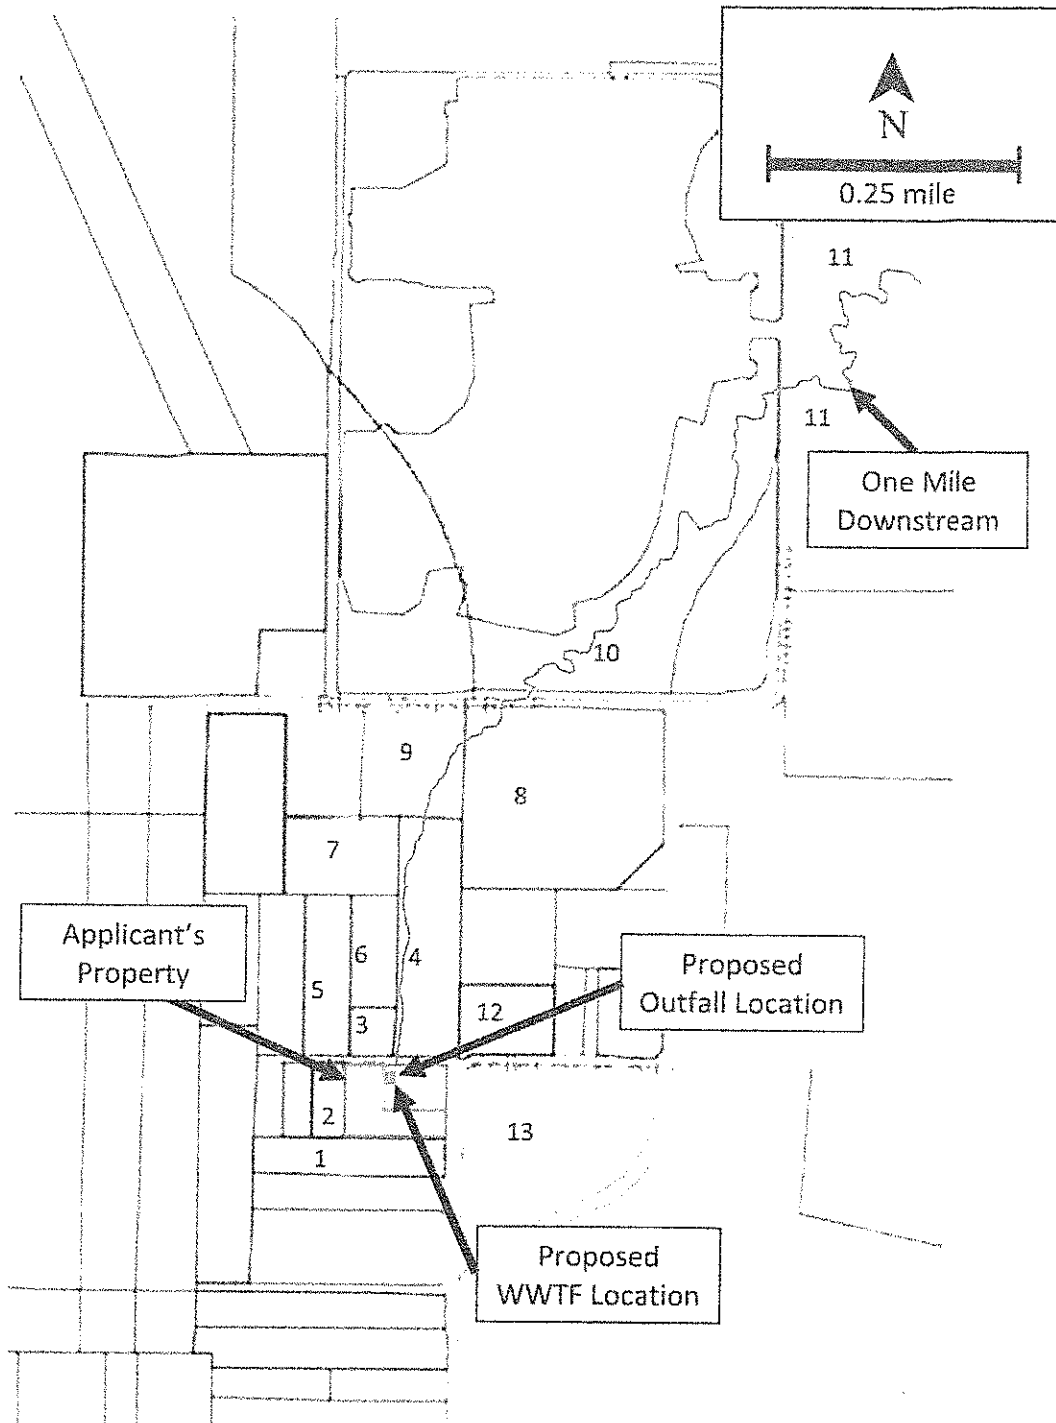 N
0.25 mile
11
11
One Mile
Downstream
10
9
8
7
Applicant's
Property
6
4
5
Proposed
Outfall Location
12
3
2
13
1
Proposed
WWTF Location